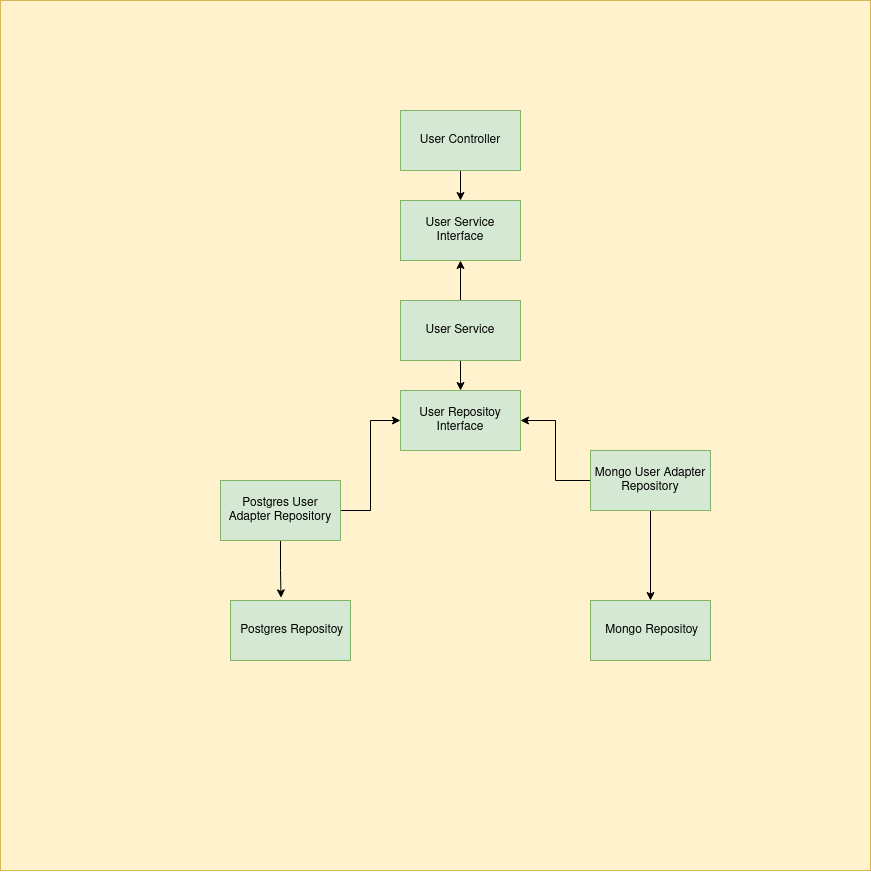 User Controller
User Service
Interface
User Service
User Repositoy
Interface
Mongo User Adapter
Repository
Postgres User
Adapter Repository
Postgres Repositoy
Mongo Repositoy